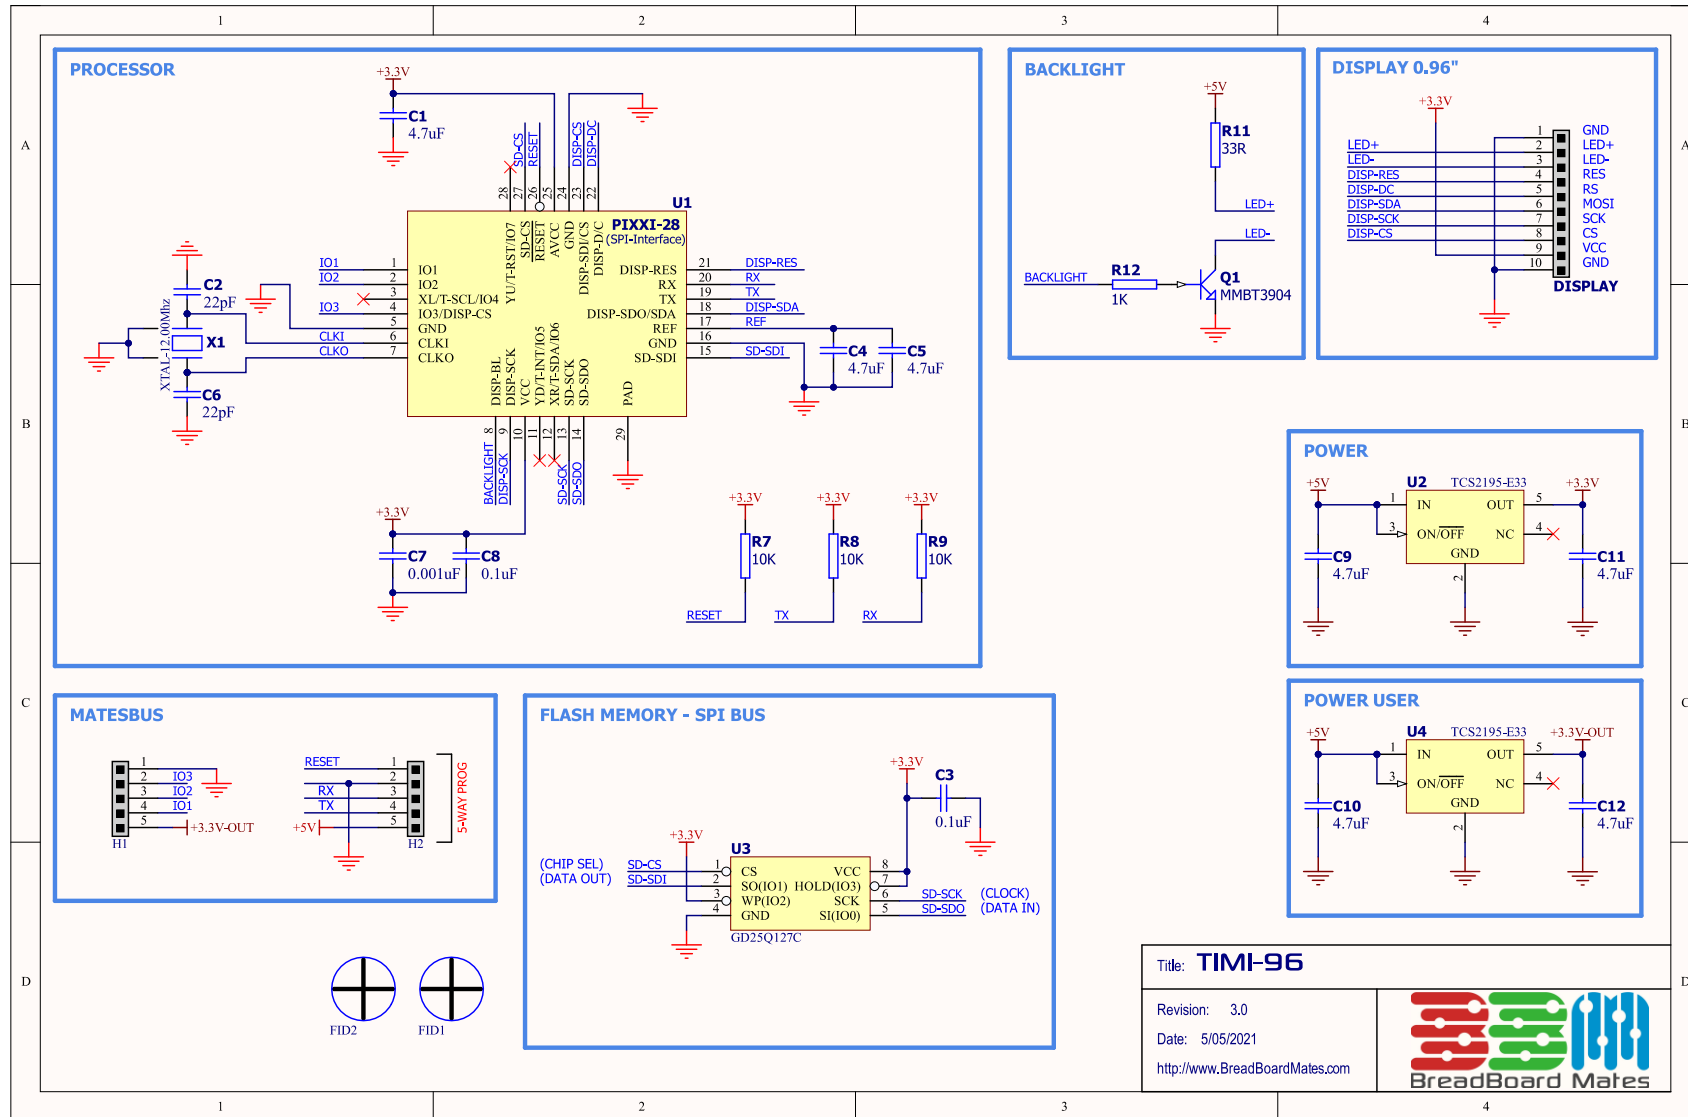 1 2 3 4
A
B
C
D
A
B
C
D
1 2 3 4
PROCESSOR
+3.3V
C1
4.7uF
SD-CS
RESET
DISP-CS
DISP-DC
28 27 26 25 24 23 22
U1
PIXXI-28
(SPI-Interface)
YU/T-RST/IO7
SD-CS
RESET
AVCC
GND
DISP-SDI/CS
DISP-D/C
IO1 1 IO1
IO2 2 IO2
3 XL/T-SCL/IO4
IO3 4 IO3/DISP-CS
5 GND
CLKI 6 CLKI
CLKO 7 CLKO
DISP-RES 21 DISP-RES
RX 20 RX
TX 19 TX
DISP-SDO/SDA 18 DISP-SDA
REF 17 REF
GND 16
SD-SDI 15 SD-SDI
DISP-BL
DISP-SCK
VCC
YD/T-INT/IO5
XR/T-SDA/IO6
SD-SCK
SD-SDO
PAD
8 9 10 11 12 13 14 29
BACKLIGHT
DISP-SCK
SD-SCK
SD-SDO
C2
22pF
XTAL-12.00Mhz
X1
C6
22pF
C4
4.7uF
C5
4.7uF
+3.3V
C7
0.001uF
C8
0.1uF
+3.3V
R7
10K
RESET
+3.3V
R8
10K
TX
+3.3V
R9
10K
RX
BACKLIGHT
+5V
R11
33R
LED+
LED-
BACKLIGHT
R12
1K
Q1
MMBT3904
DISPLAY 0.96"
+3.3V
1 GND
LED+ 2 LED+
LED- 3 LED-
DISP-RES 4 RES
DISP-DC 5 RS
DISP-SDA 6 MOSI
DISP-SCK 7 SCK
DISP-CS 8 CS
9 VCC
10 GND
DISPLAY
POWER
+5V
U2 TCS2195-E33
1 IN OUT 5
3 ON/OFF NC 4
GND
2
+3.3V
C9
4.7uF
C11
4.7uF
POWER USER
+5V
U4 TCS2195-E33
1 IN OUT 5
3 ON/OFF NC 4
GND
2
+3.3V-OUT
C10
4.7uF
C12
4.7uF
MATESBUS
1
2 IO3
3 IO2
4 IO1
5 +3.3V-OUT
H1
RESET 1
2
RX 3
TX 4
+5V 5
H2
5-WAY PROG
FLASH MEMORY - SPI BUS
+3.3V
C3
0.1uF
+3.3V
U3
(CHIP SEL) SD-CS 1 CS VCC 8
(DATA OUT) SD-SDI 2 SO(IO1) HOLD(IO3) 7
3 WP(IO2) SCK 6 SD-SCK (CLOCK)
4 GND SI(IO0) 5 SD-SDO (DATA IN)
GD25Q127C
FID2
FID1
Title: TIMI-96
Revision: 3.0
Date: 5/05/2021
http://www.BreadBoardMates.com
BBM
BreadBoard Mates